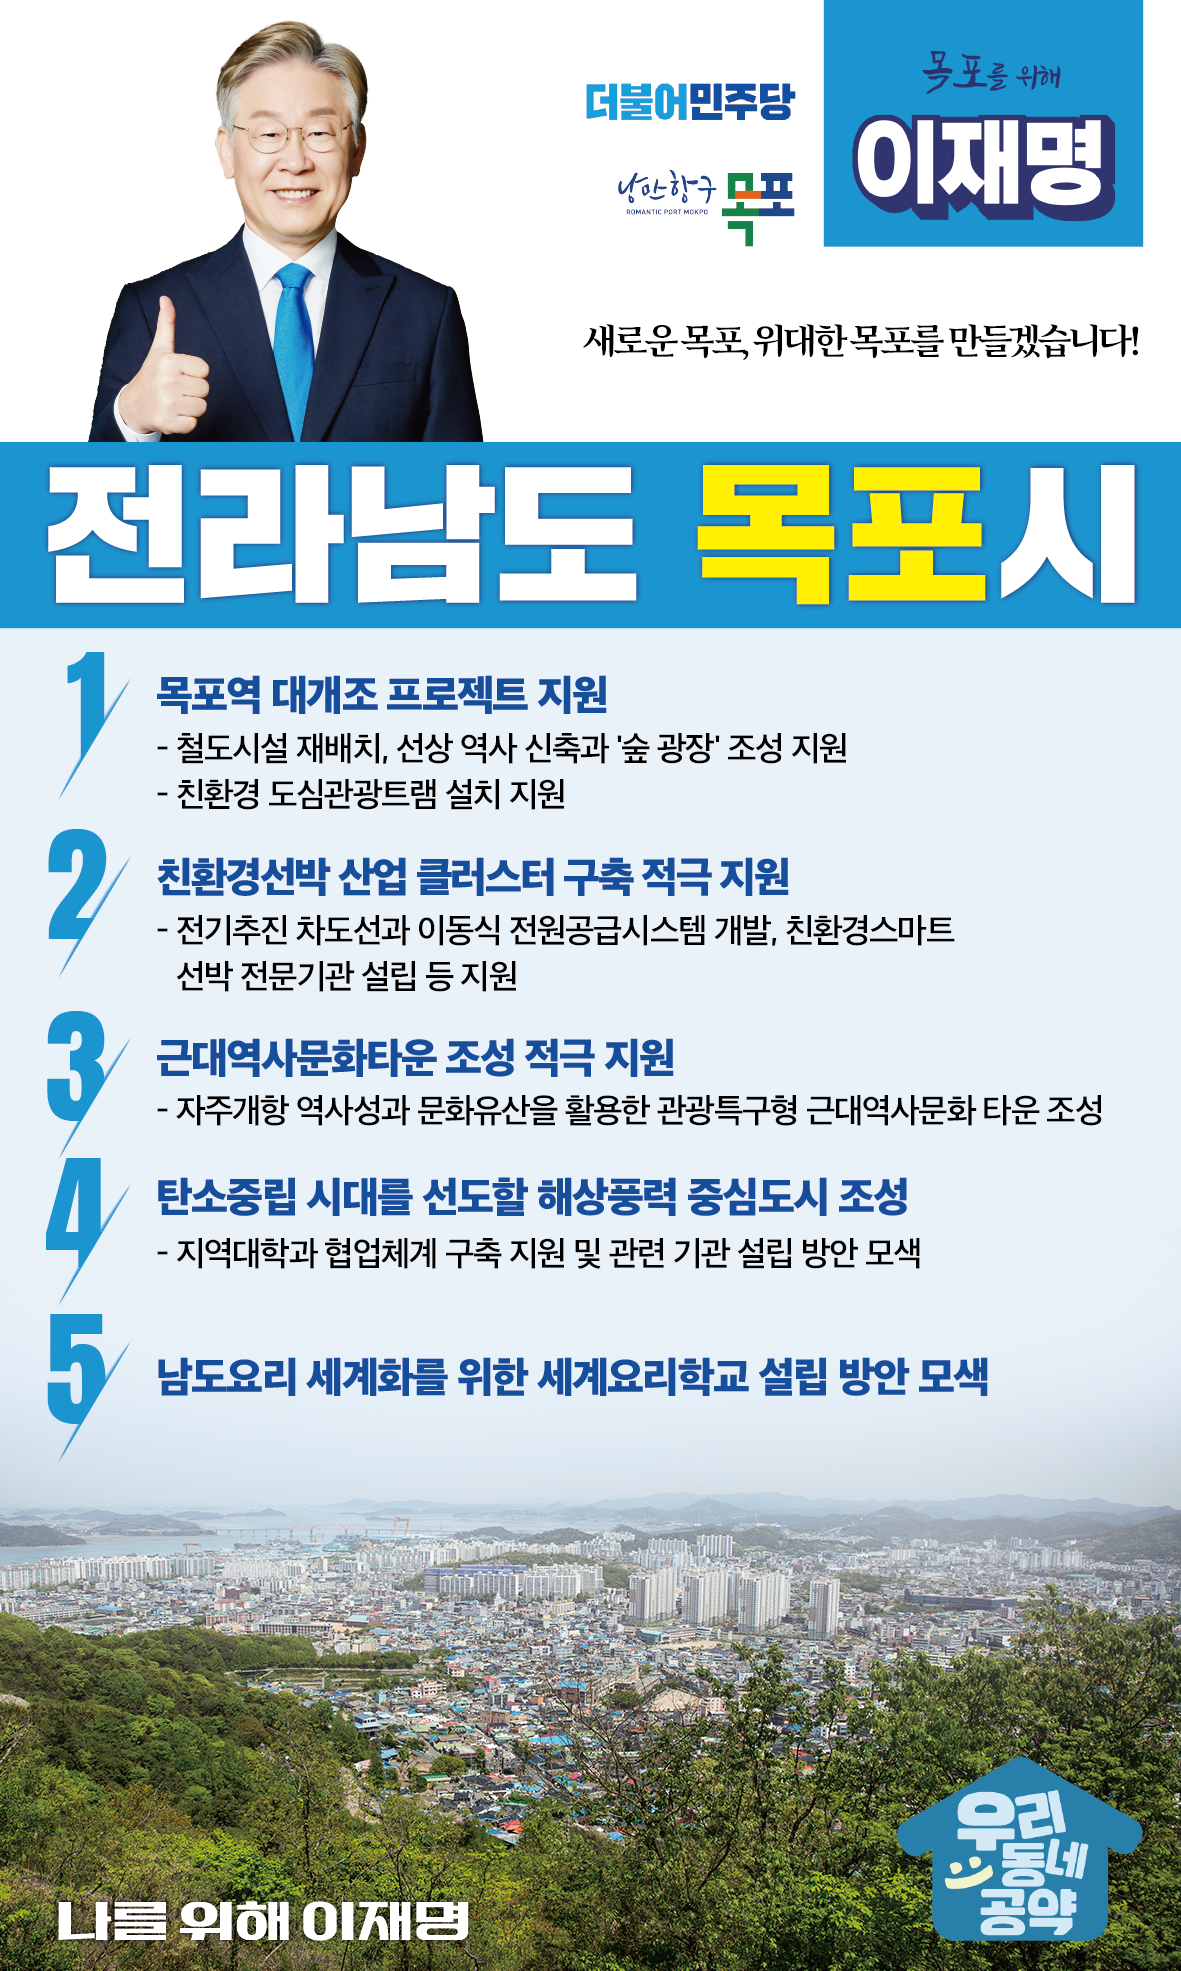 더불어민주당
낭만항구 목포
ROMANTIC PORT MOKPO
목포를 위해
이재명
새로운 목포, 위대한 목포를 만들겠습니다!
전라남도 목포시
1
목포역 대개조 프로젝트 지원
- 철도시설 재배치, 선상 역사 신축과 '숲 광장' 조성 지원
- 친환경 도심관광트램 설치 지원
2
친환경선박 산업 클러스터 구축 적극 지원
- 전기추진 차도선과 이동식 전원공급시스템 개발, 친환경스마트
선박 전문기관 설립 등 지원
3
근대역사문화타운 조성 적극 지원
- 자주개항 역사성과 문화유산을 활용한 관광특구형 근대역사문화 타운 조성
4
탄소중립 시대를 선도할 해상풍력 중심도시 조성
- 지역대학과 협업체계 구축 지원 및 관련 기관 설립 방안 모색
5
남도요리 세계화를 위한 세계요리학교 설립 방안 모색
우리
동네
공약
나를 위해 이재명